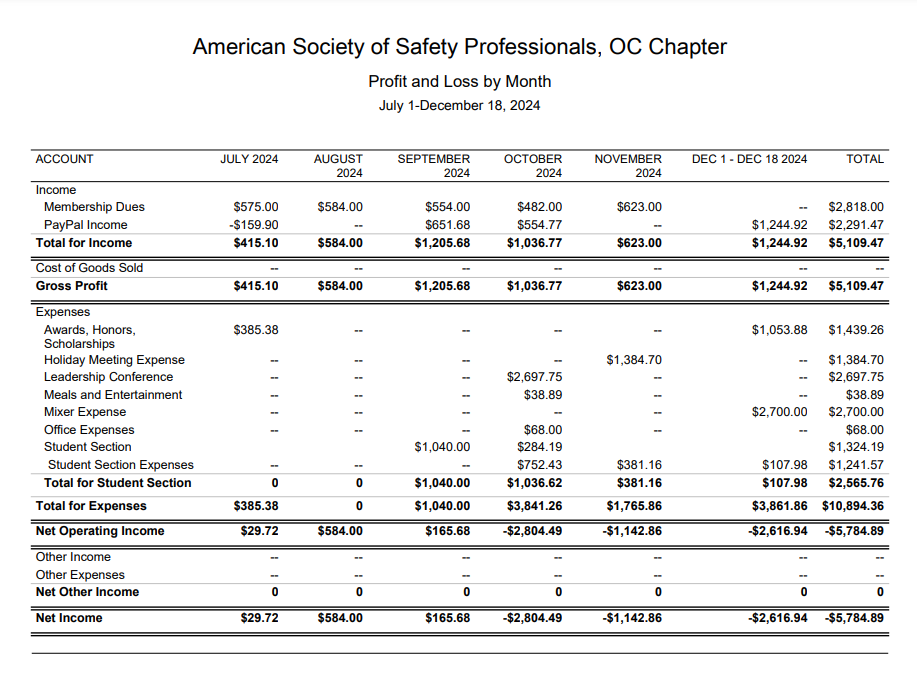 American Society of Safety Professionals, OC Chapter
Profit and Loss by Month
July 1-December 18, 2024
ACCOUNT JULY 2024 AUGUST SEPTEMBER OCTOBER NOVEMBER DEC 1 - DEC 18 2024 TOTAL
2024 2024 2024 2024
Income
Membership Dues $575.00 $584.00 $554.00 $482.00 $623.00 -- $2,818.00
PayPal Income -$159.90 -- $651.68 $554.77 -- $1,244.92 $2,291.47
Total for Income $415.10 $584.00 $1,205.68 $1,036.77 $623.00 $1,244.92 $5,109.47
Cost of Goods Sold -- -- -- -- -- -- --
Gross Profit $415.10 $584.00 $1,205.68 $1,036.77 $623.00 $1,244.92 $5,109.47
Expenses
Awards, Honors, $385.38 -- -- -- -- $1,053.88 $1,439.26
Scholarships
Holiday Meeting Expense -- -- -- -- $1,384.70 -- $1,384.70
Leadership Conference -- -- -- $2,697.75 -- -- $2,697.75
Meals and Entertainment -- -- -- $38.89 -- -- $38.89
Mixer Expense -- -- -- -- -- $2,700.00 $2,700.00
Office Expenses -- -- -- $68.00 -- -- $68.00
Student Section $1,040.00 $284.19 $1,324.19
Student Section Expenses -- -- -- $752.43 $381.16 $107.98 $1,241.57
Total for Student Section 0 0 $1,040.00 $1,036.62 $381.16 $107.98 $2,565.76
Total for Expenses $385.38 0 $1,040.00 $3,841.26 $1,765.86 $3,861.86 $10,894.36
Net Operating Income $29.72 $584.00 $165.68 -$2,804.49 -$1,142.86 -$2,616.94 -$5,784.89
Other Income -- -- -- -- -- -- --
Other Expenses -- -- -- -- -- -- --
Net Other Income 0 0 0 0 0 0 0
Net Income $29.72 $584.00 $165.68 -$2,804.49 -$1,142.86 -$2,616.94 -$5,784.89